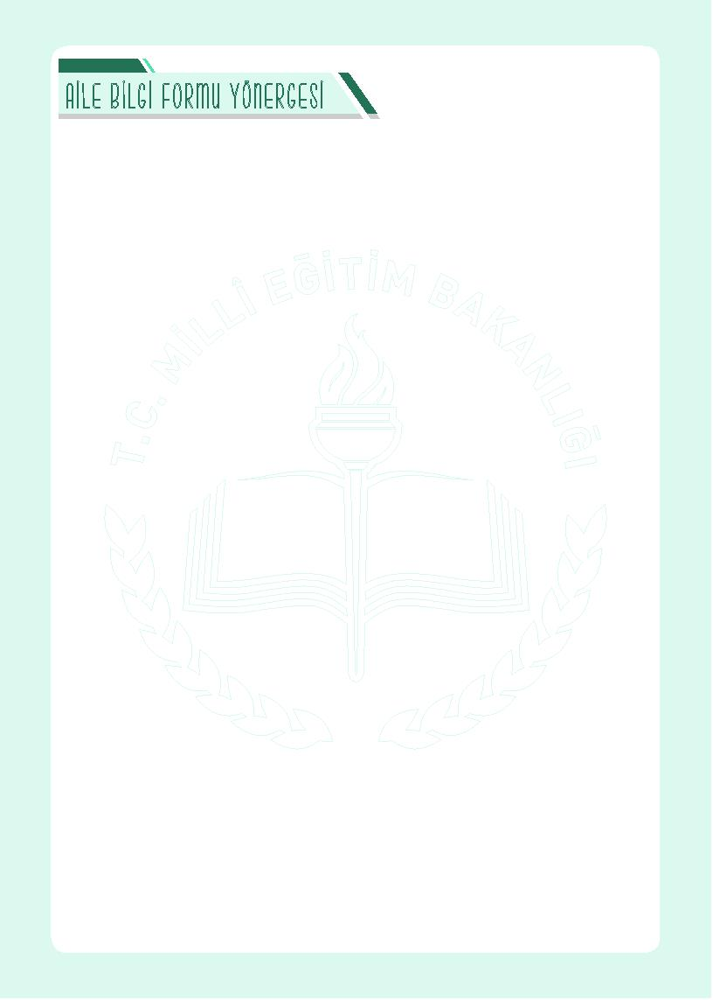 AİLE BİLGİ FORMU YÖNERGESİ
T.C. MİLLÎ EĞİTİM BAKANLIĞI